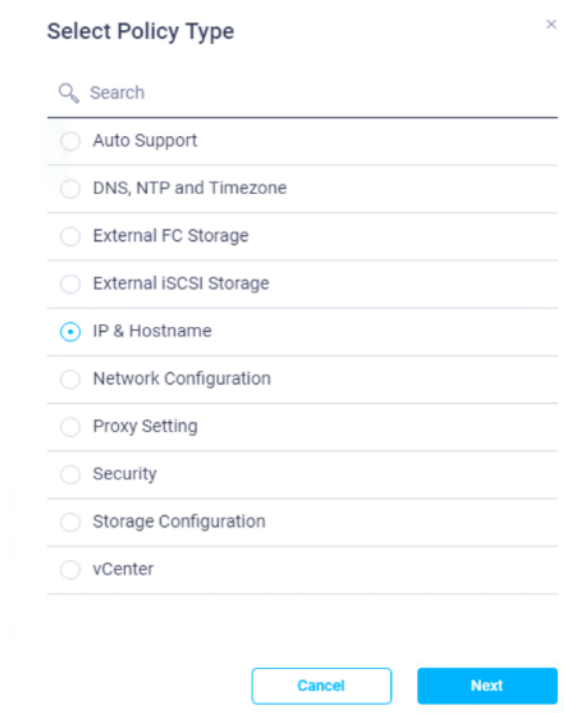 Select Policy Type
Search
Auto Support
DNS, NTP and Timezone
External FC Storage
External iSCSI Storage
IP & Hostname
Network Configuration
Proxy Setting
Security
Storage Configuration
vCenter
Cancel Next